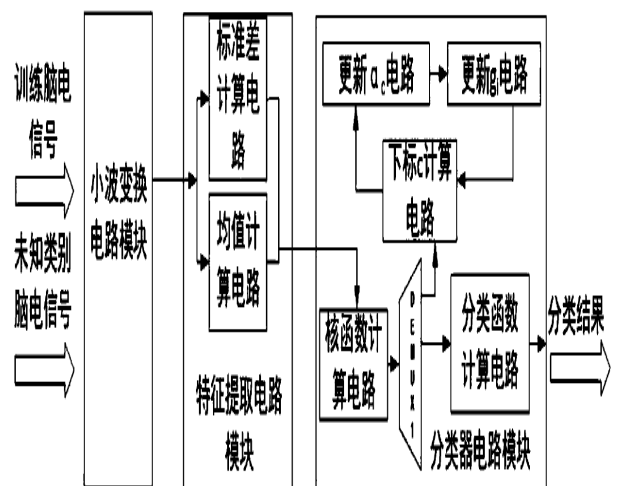 训练脑电
信号
未知类别
脑电信号
小波变换
电路模块
标准差
计算电
路
均值计
算电路
特征提取电路
模块
更新αc电路
更新gi电路
下标c计算
电路
核函数计
算电路
DEMUX1
分类函数
计算电路
分类器电路模块
分类结果